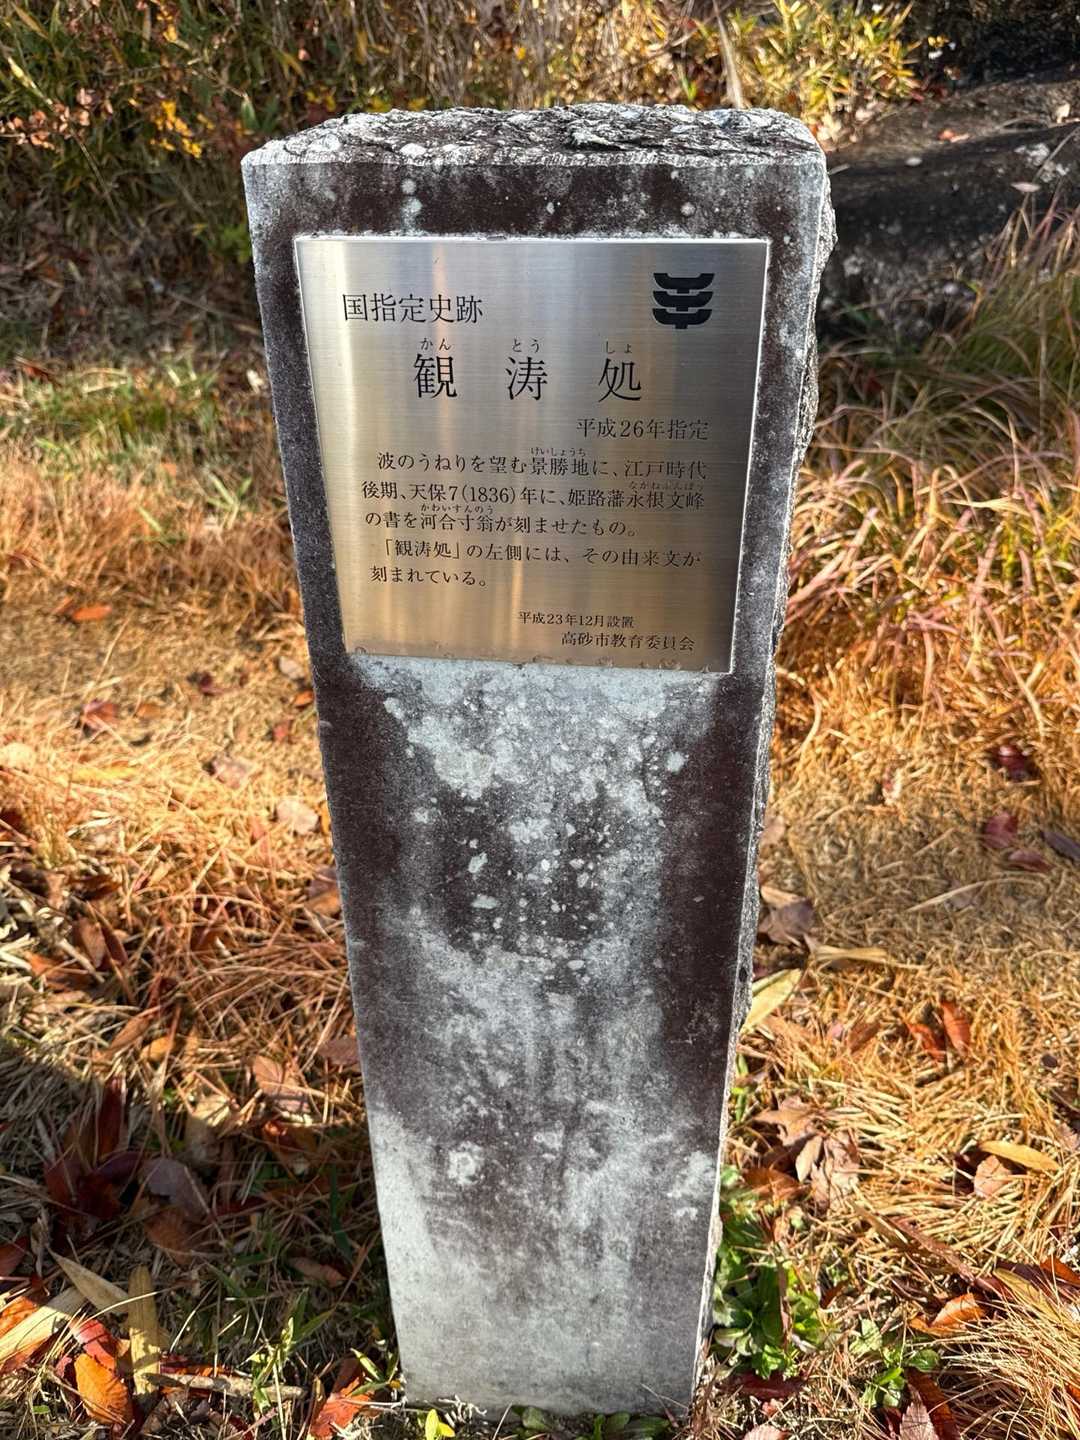 国指定史跡
かん とう しょ
観 涛 処
平成26年指定
けいしょうち
波のうねりを望む景勝地に、江戸時代
なかねぶんぽう
後期、天保7(1836)年に、姫路藩永根文峰
かわいすんのう
の書を河合寸翁が刻ませたもの。
「観涛処」の左側には、その由来文が
刻まれている。
平成23年12月設置
高砂市教育委員会